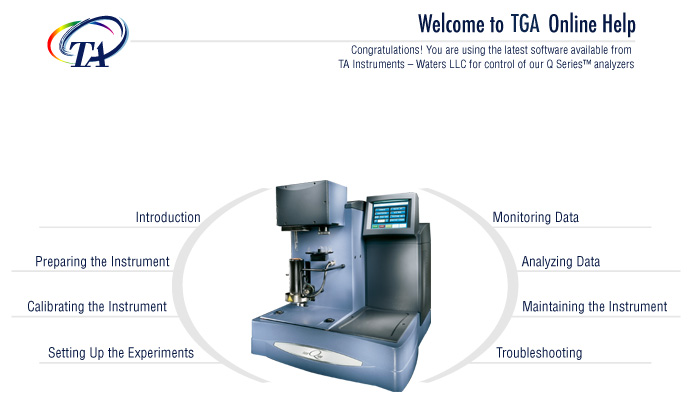 TA
Welcome to TGA Online Help
Congratulations! You are using the latest software available from
TA Instruments – Waters LLC for control of our Q Series™ analyzers
Introduction
Preparing the Instrument
Calibrating the Instrument
Setting Up the Experiments
Monitoring Data
Analyzing Data
Maintaining the Instrument
Troubleshooting